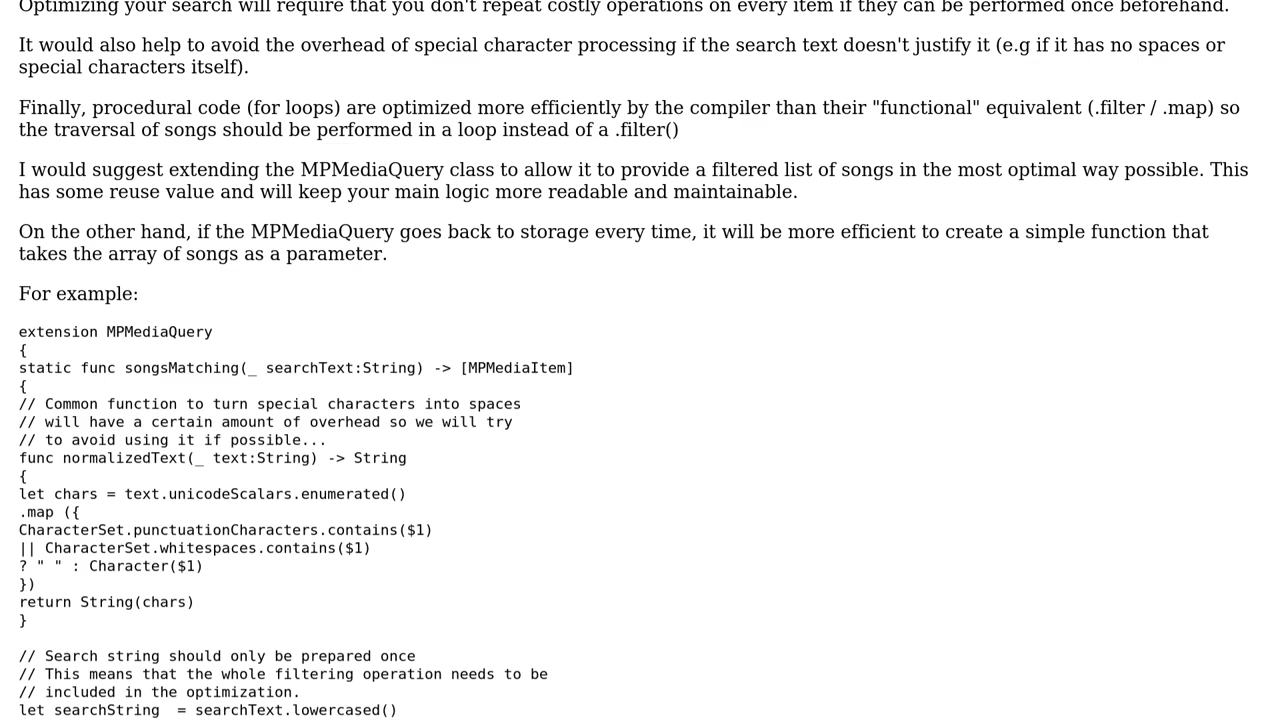 Optimizing your search will require that you don't repeat costly operations on every item if they can be performed once beforehand.
It would also help to avoid the overhead of special character processing if the search text doesn't justify it (e.g if it has no spaces or
special characters itself).
Finally, procedural code (for loops) are optimized more efficiently by the compiler than their "functional" equivalent (.filter / .map) so
the traversal of songs should be performed in a loop instead of a .filter()
I would suggest extending the MPMediaQuery class to allow it to provide a filtered list of songs in the most optimal way possible. This
has some reuse value and will keep your main logic more readable and maintainable.
On the other hand, if the MPMediaQuery goes back to storage every time, it will be more efficient to create a simple function that
takes the array of songs as a parameter.
For example:
extension MPMediaQuery
{
static func songsMatching(_ searchText:String) -> [MPMediaItem]
{
// Common function to turn special characters into spaces
// will have a certain amount of overhead so we will try
// to avoid using it if possible...
func normalizedText(_ text:String) -> String
{
let chars = text.unicodeScalars.enumerated()
.map ({
CharacterSet.punctuationCharacters.contains($1)
|| CharacterSet.whitespaces.contains($1)
? " " : Character($1)
})
return String(chars)
}
// Search string should only be prepared once
// This means that the whole filtering operation needs to be
// included in the optimization.
let searchString  = searchText.lowercased()